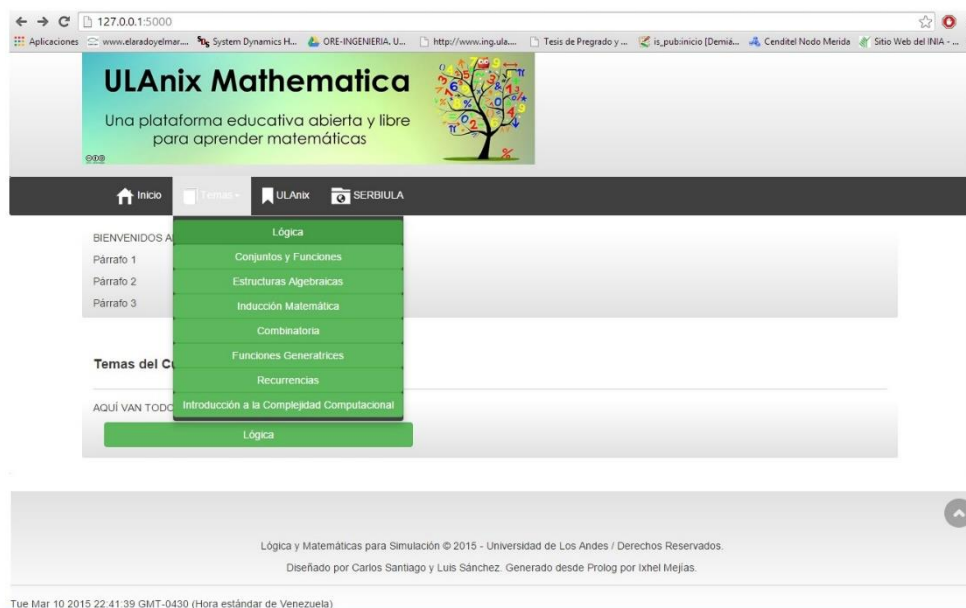 127.0.0.1:5000
Aplicaciones www.elaradoyelmar.... System Dynamics H... ORE-INGENIERIA. U... http://www.ing.ula.... Tesis de Pregrado y ... is_pub:inicio [Demiá... Cenditel Nodo Merida Sitio Web del INIA - ...
ULAnix Mathematica
Una plataforma educativa abierta y libre
para aprender matemáticas
Inicio Temas ULAnix SERBIULA
Lógica
BIENVENIDOS A
Conjuntos y Funciones
Párrafo 1
Estructuras Algebraicas
Párrafo 2
Inducción Matemática
Párrafo 3
Combinatoria
Funciones Generatrices
Temas del Cu
Recurrencias
Introducción a la Complejidad Computacional
AQUÍ VAN TODO
Lógica
Lógica y Matemáticas para Simulación © 2015 - Universidad de Los Andes / Derechos Reservados.
Diseñado por Carlos Santiago y Luis Sánchez. Generado desde Prolog por Ixhel Mejías.
Tue Mar 10 2015 22:41:39 GMT-0430 (Hora estándar de Venezuela)